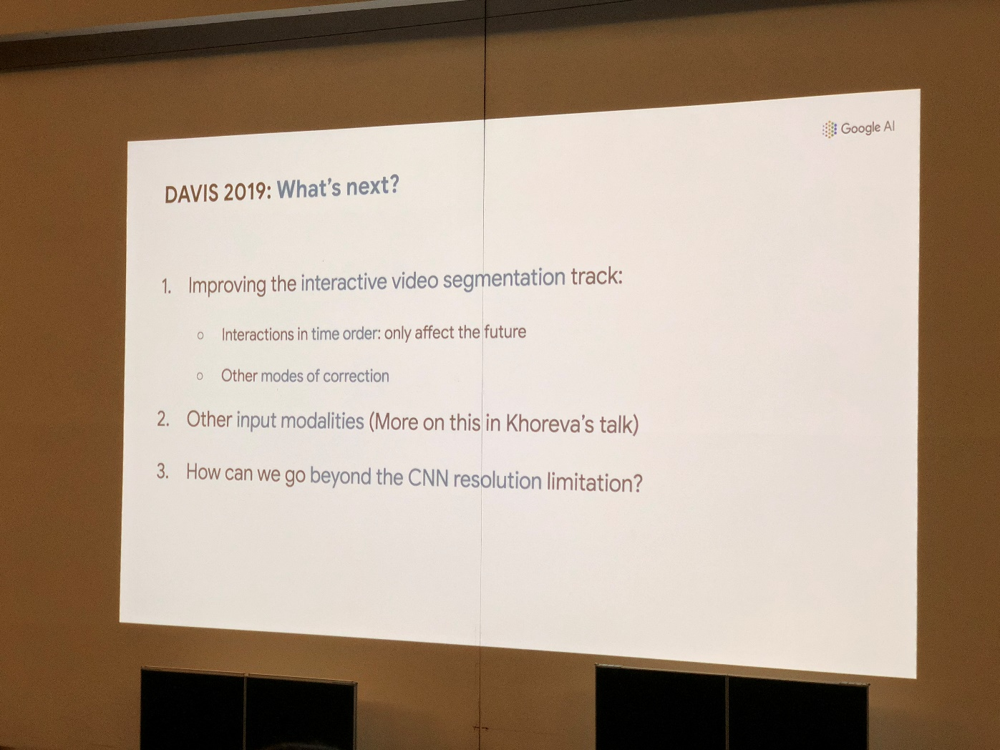 Google AI
DAVIS 2019: What's next?
1. Improving the interactive video segmentation track:
○ Interactions in time order: only affect the future
○ Other modes of correction
2. Other input modalities (More on this in Khoreva's talk)
3. How can we go beyond the CNN resolution limitation?